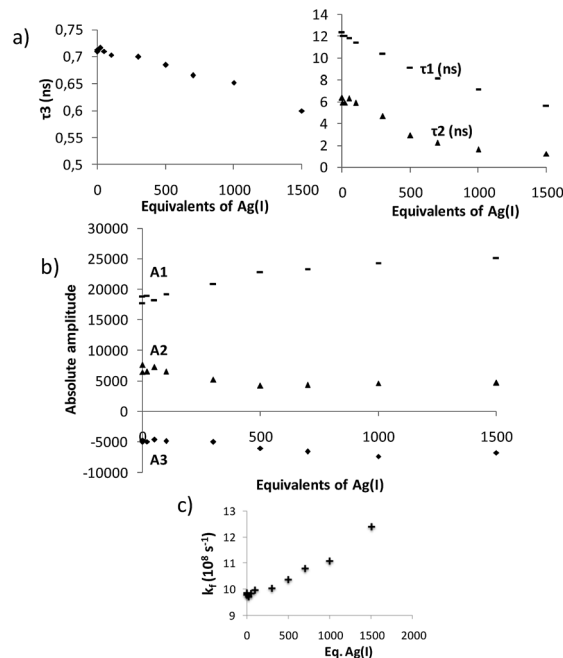 a)
0,75
0,7
0,65
0,6
0,55
0,5
τ3 (ns)
0 500 1000 1500
Equivalents of Ag(I)
14
12
10
8
6
4
2
0
τ1 (ns)
τ2 (ns)
0 500 1000 1500
Equivalents of Ag(I)
b)
30000
25000
20000
15000
10000
5000
0
-5000
-10000
Absolute amplitude
A1
A2
A3
0 500 1000 1500
Equivalents of Ag(I)
c)
13
12
11
10
9
kf (10⁸ s⁻¹)
0 500 1000 1500 2000
Eq. Ag(I)